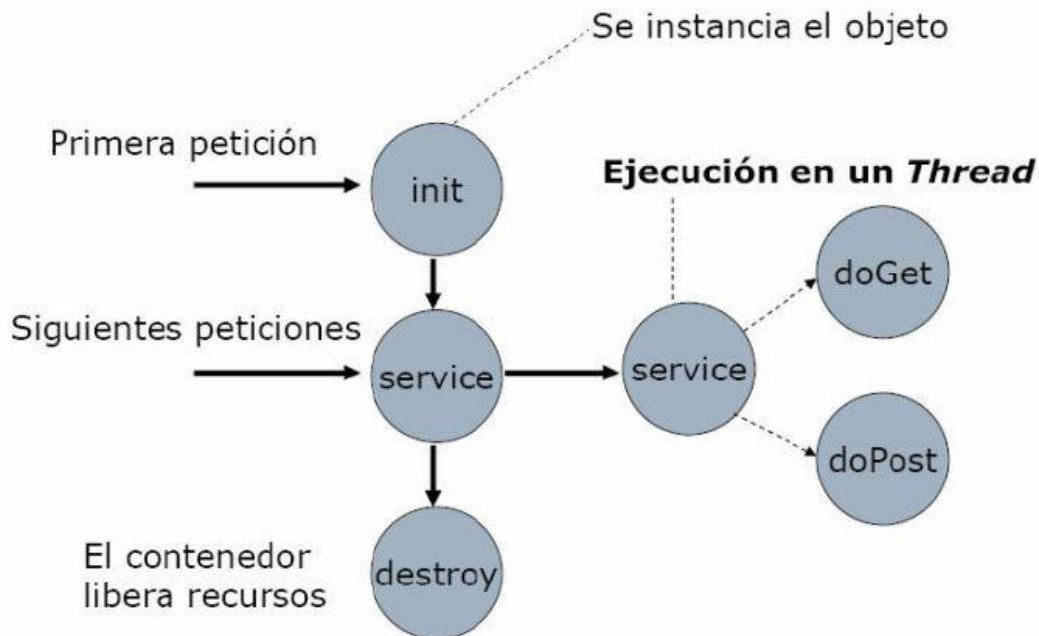 Se instancia el objeto
Primera petición
init
Ejecución en un Thread
doGet
Siguientes peticiones
service
service
doPost
El contenedor
libera recursos
destroy